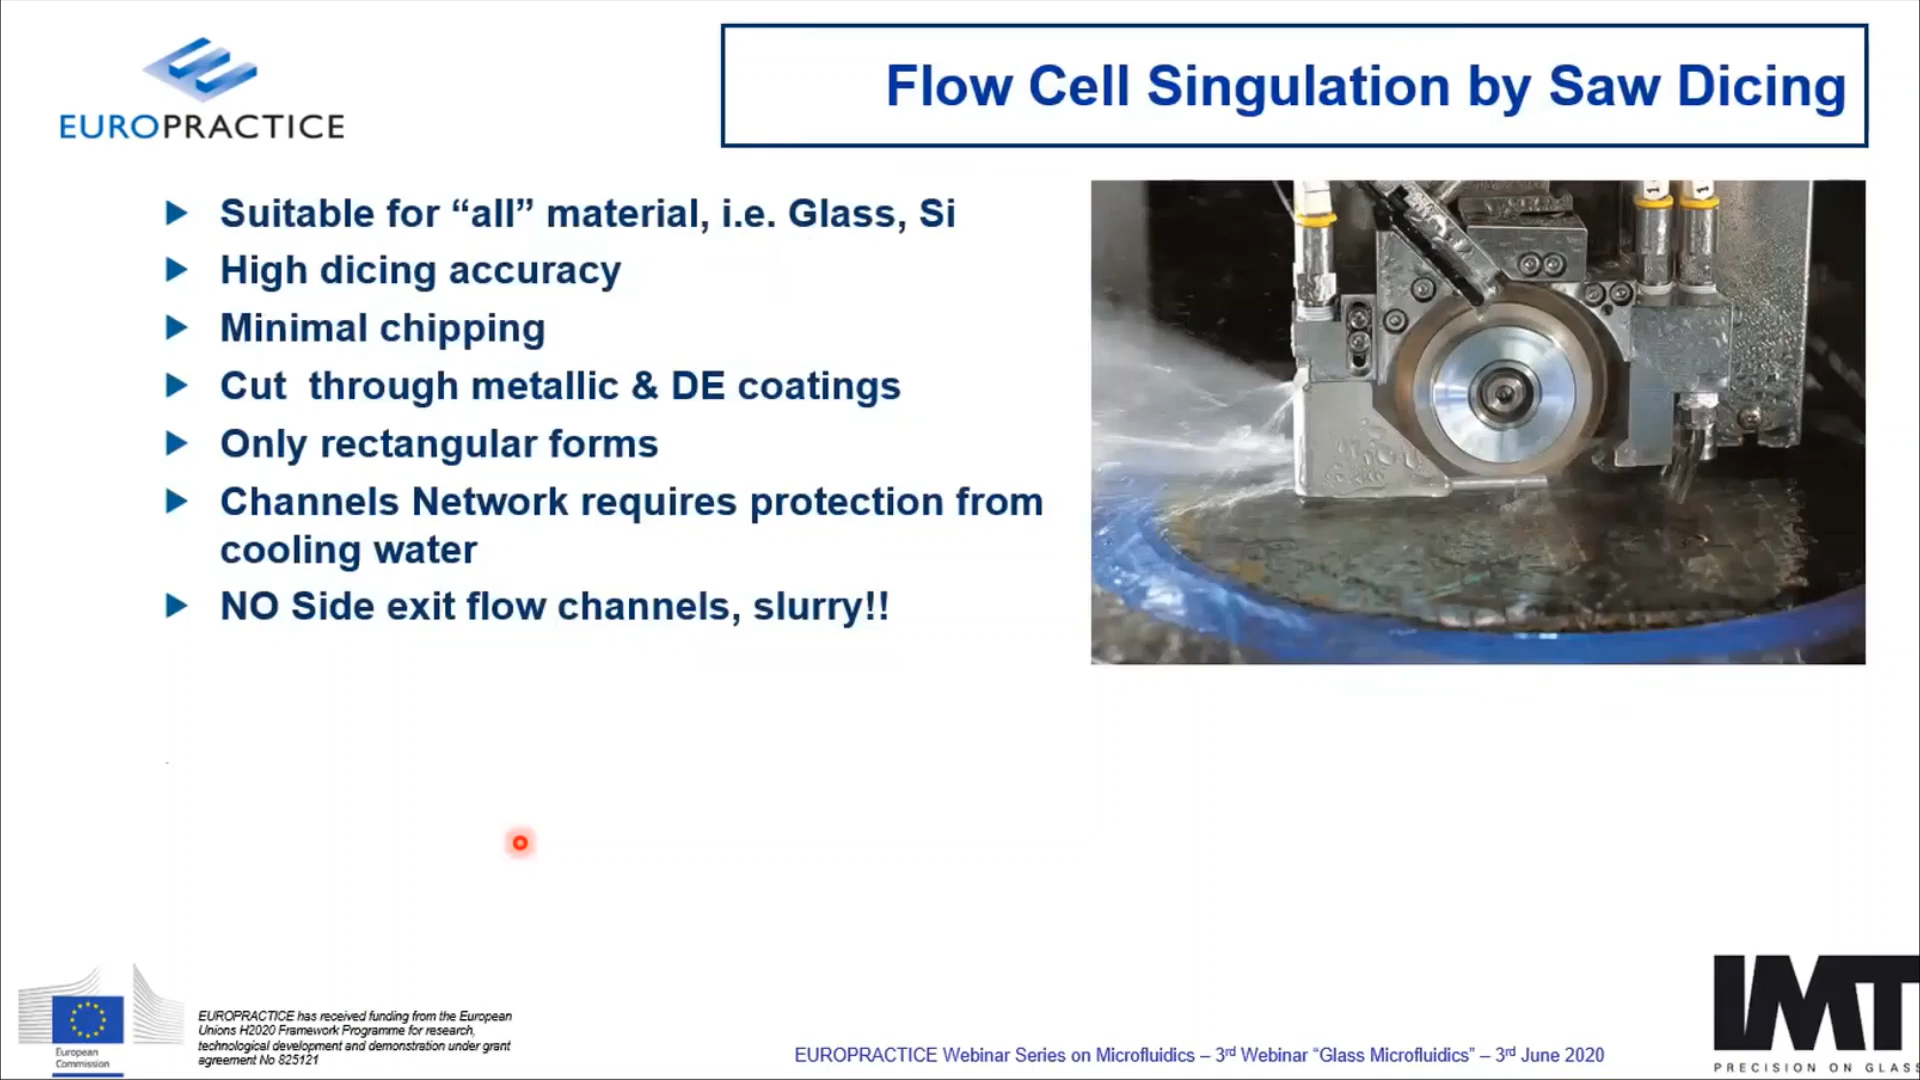 EUROPRACTICE
Flow Cell Singulation by Saw Dicing
Suitable for “all” material, i.e. Glass, Si
High dicing accuracy
Minimal chipping
Cut  through metallic & DE coatings
Only rectangular forms
Channels Network requires protection from
cooling water
NO Side exit flow channels, slurry!!
European
Commission
EUROPRACTICE has received funding from the European
Unions H2020 Framework Programme for research,
technological development and demonstration under grant
agreement No 825121
EUROPRACTICE Webinar Series on Microfluidics – 3rd Webinar “Glass Microfluidics” – 3rd June 2020
IMT
PRECISION ON GLASS